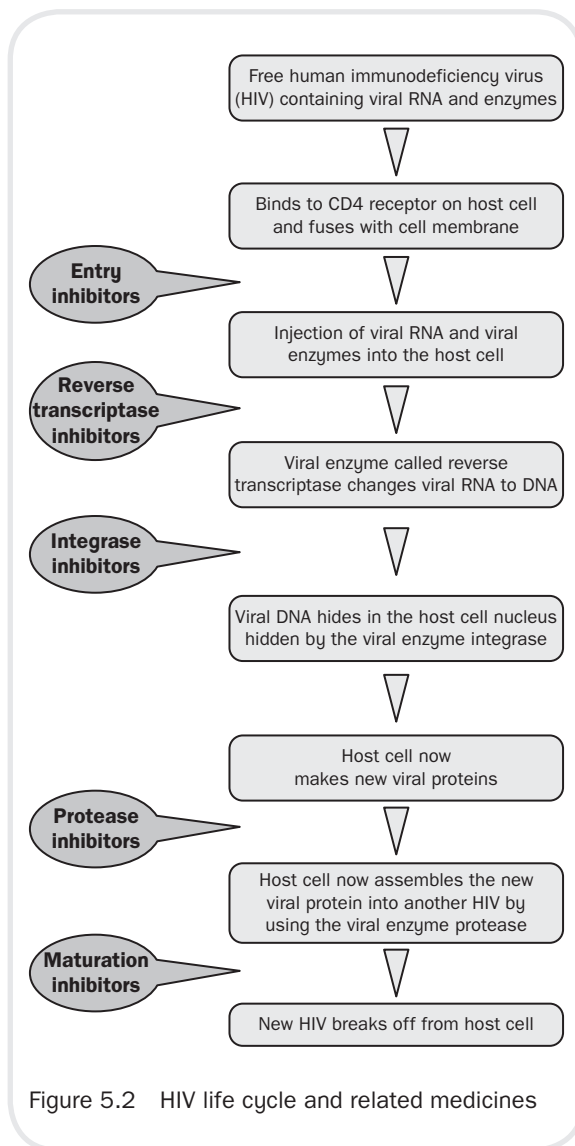 Free human immunodeficiency virus
(HIV) containing viral RNA and enzymes
Binds to CD4 receptor on host cell
and fuses with cell membrane
Entry
inhibitors
Injection of viral RNA and viral
enzymes into the host cell
Reverse
transcriptase
inhibitors
Viral enzyme called reverse
transcriptase changes viral RNA to DNA
Integrase
inhibitors
Viral DNA hides in the host cell nucleus
hidden by the viral enzyme integrase
Host cell now
makes new viral proteins
Protease
inhibitors
Host cell now assembles the new
viral protein into another HIV by
using the viral enzyme protease
Maturation
inhibitors
New HIV breaks off from host cell
Figure 5.2 HIV life cycle and related medicines